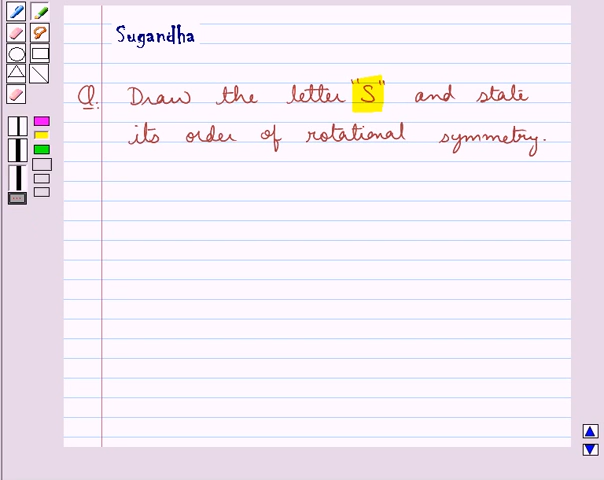 Sugandha
Q. Draw the letter "S" and state
its order of rotational symmetry.